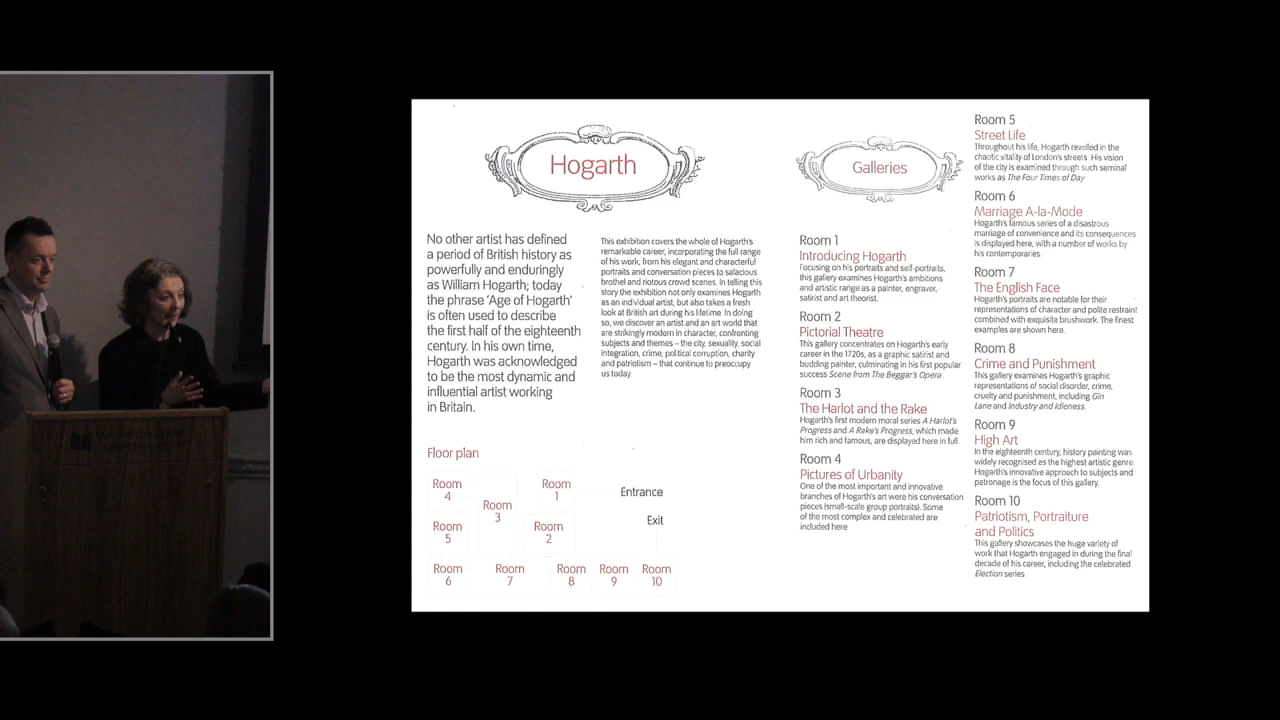 Hogarth
No other artist has defined
a period of British history as
powerfully and enduringly
as William Hogarth; today
the phrase 'Age of Hogarth'
is often used to describe
the first half of the eighteenth
century. In his own time,
Hogarth was acknowledged
to be the most dynamic and
influential artist working
in Britain.
This exhibition covers the whole of Hogarth's
remarkable career, incorporating the full range
of his work, from his elegant and characterful
portraits and conversation pieces to salacious
brothel and riotous crowd scenes. In telling this
story the exhibition not only examines Hogarth
as an individual artist, but also takes a fresh
look at British art during his lifetime. In doing
so, we discover an artist and an art world that
are strikingly modern in character, confronting
subjects and themes – the city, sexuality, social
integration, crime, political corruption, charity
and patriotism – that continue to preoccupy
us today.
Floor plan
Room
4
Room
3
Room
1
Entrance
Room
5
Room
2
Exit
Room
6
Room
7
Room
8
Room
9
Room
10
Galleries
Room 1
Introducing Hogarth
Focusing on his portraits and self-portraits,
this gallery examines Hogarth's ambitions
and artistic range as a painter, engraver,
satirist and art theorist.
Room 2
Pictorial Theatre
This gallery concentrates on Hogarth's early
career in the 1720s, as a graphic satirist and
budding painter, culminating in his first popular
success Scene from The Beggar's Opera
Room 3
The Harlot and the Rake
Hogarth's first modern moral series A Harlot's
Progress and A Rake's Progress, which made
him rich and famous, are displayed here in full.
Room 4
Pictures of Urbanity
One of the most important and innovative
branches of Hogarth's art were his conversation
pieces (small-scale group portraits). Some
of the most complex and celebrated are
included here
Room 5
Street Life
Throughout his life, Hogarth revelled in the
chaotic vitality of London's streets. His vision
of the city is examined through such seminal
works as The Four Times of Day
Room 6
Marriage A-la-Mode
Hogarth's famous series of a disastrous
marriage of convenience and its consequences
is displayed here, with a number of works by
his contemporaries.
Room 7
The English Face
Hogarth's portraits are notable for their
representations of character and polite restraint
combined with exquisite brushwork. The finest
examples are shown here.
Room 8
Crime and Punishment
This gallery examines Hogarth's graphic
representations of social disorder, crime,
cruelty and punishment, including Gin
Lane and Industry and Idleness.
Room 9
High Art
In the eighteenth century, history painting was
widely recognised as the highest artistic genre
Hogarth's innovative approach to subjects and
patronage is the focus of this gallery.
Room 10
Patriotism, Portraiture
and Politics
This gallery showcases the huge variety of
work that Hogarth engaged in during the final
decade of his career, including the celebrated
Election series